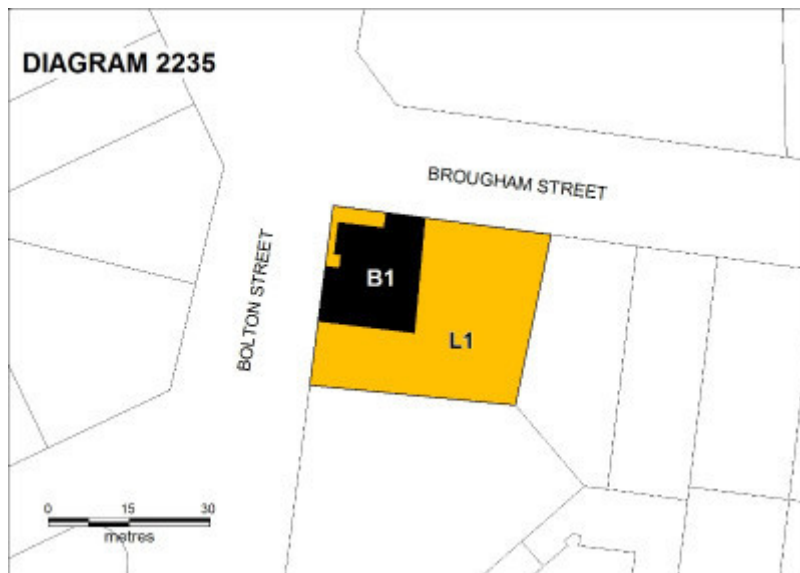 DIAGRAM 2235
BROUGHAM STREET
BOLTON STREET
B1
L1
0 15 30
metres